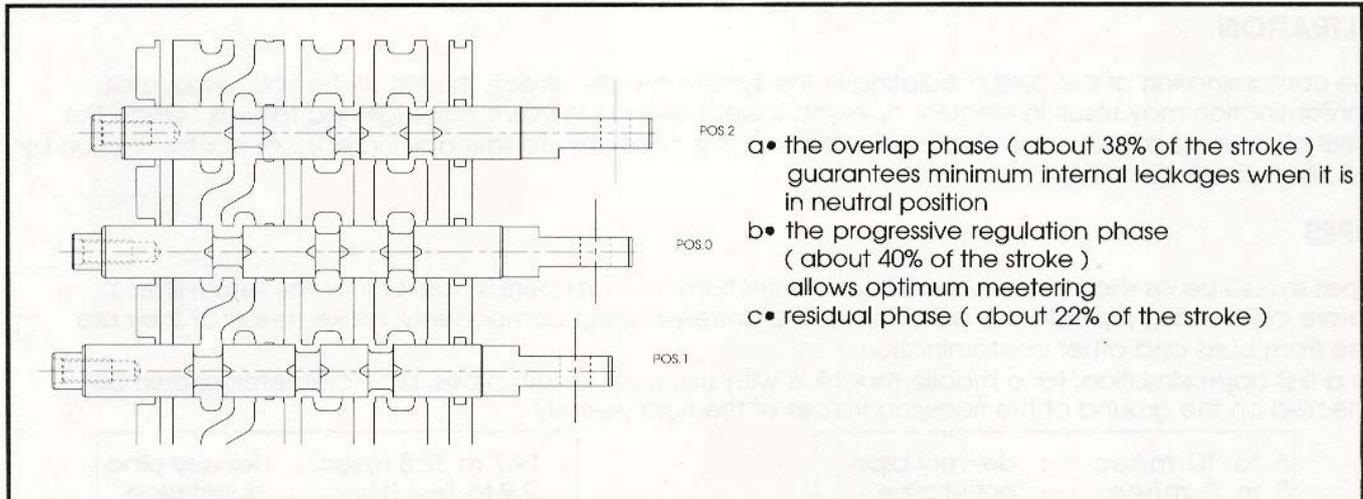 POS.2
POS.0
POS.1
a• the overlap phase ( about 38% of the stroke )
guarantees minimum internal leakages when it is
in neutral position
b• the progressive regulation phase
( about 40% of the stroke )
allows optimum meetering
c• residual phase ( about 22% of the stroke )